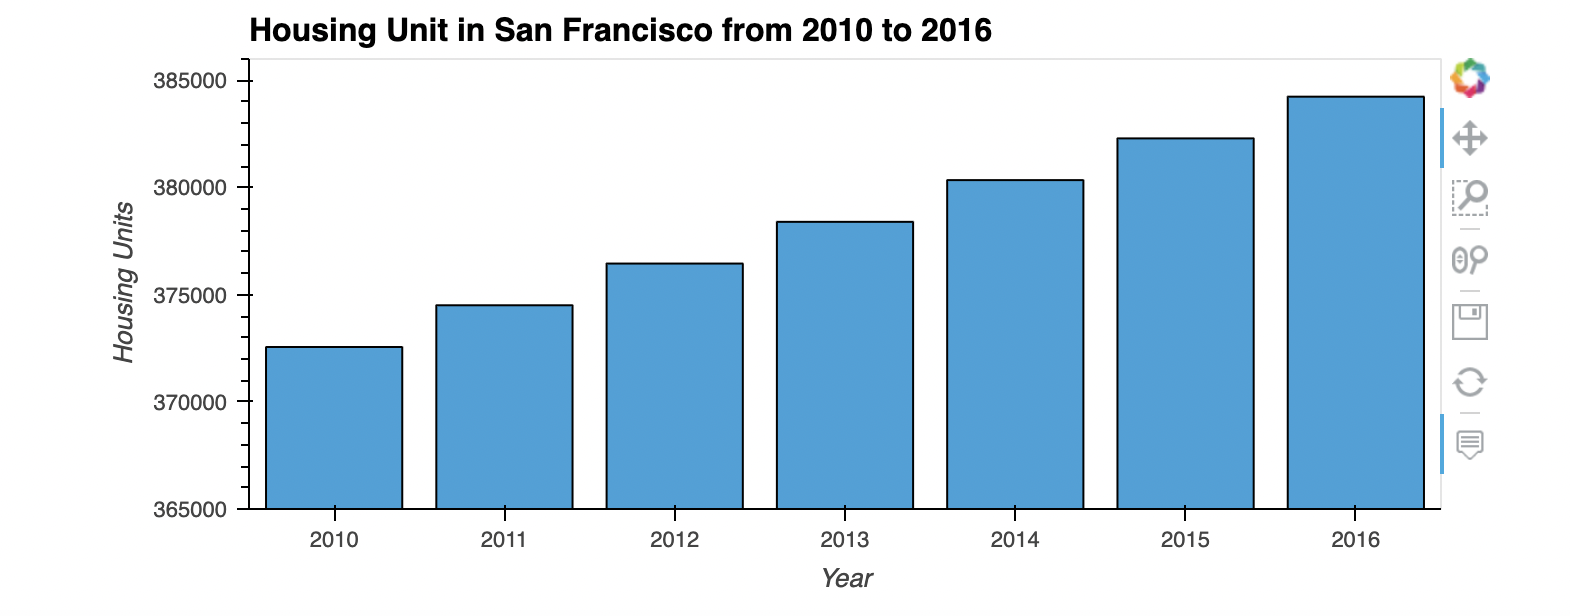 Housing Unit in San Francisco from 2010 to 2016
385000
380000
375000
370000
365000
Housing Units
2010 2011 2012 2013 2014 2015 2016
Year